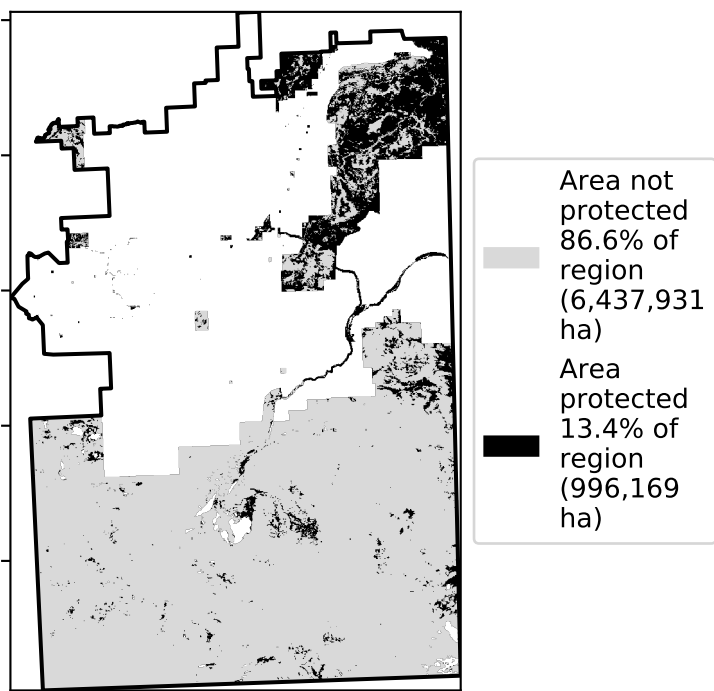 Area not
protected
86.6% of
region
(6,437,931
ha)
Area
protected
13.4% of
region
(996,169
ha)